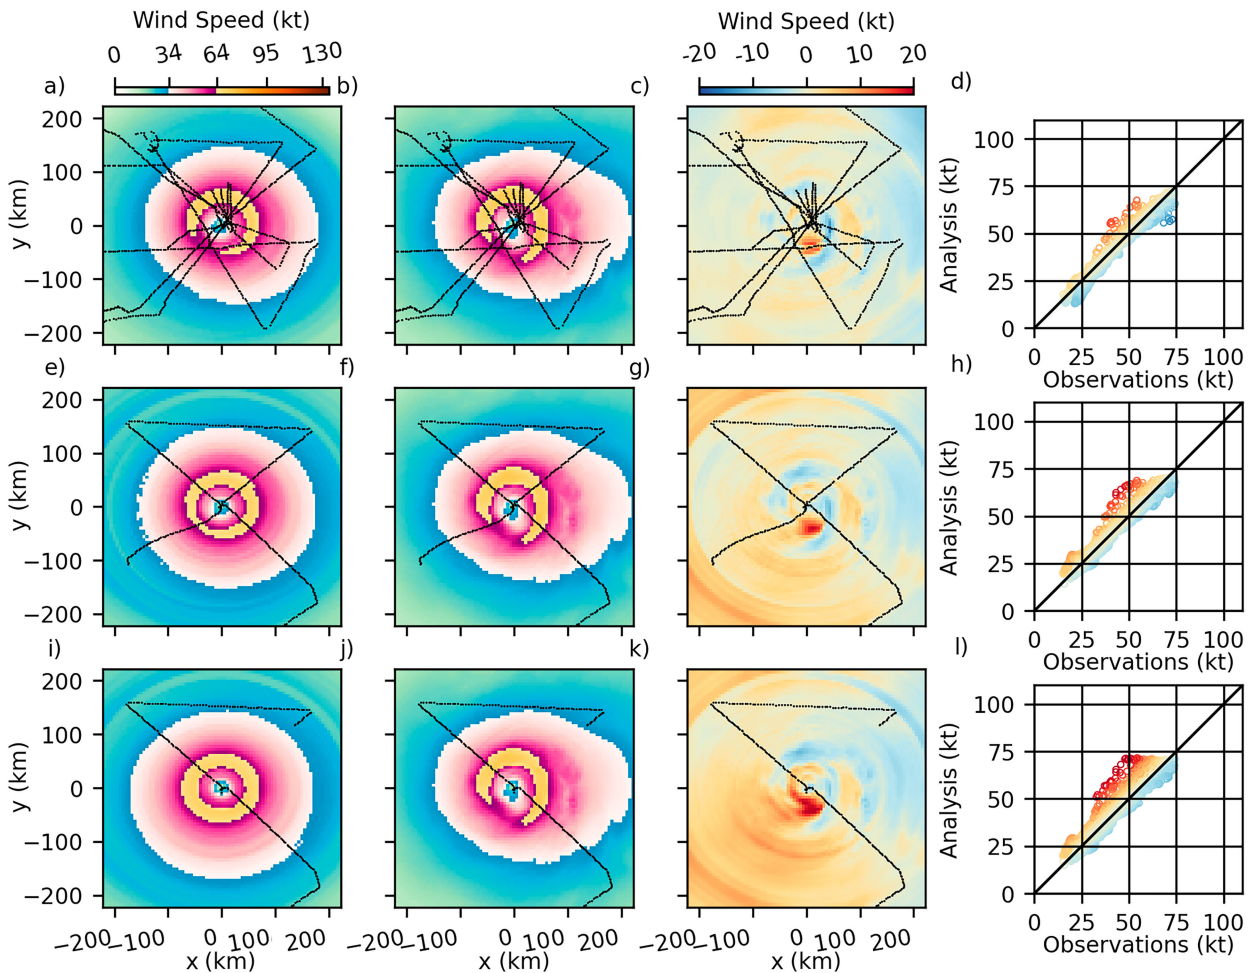 Wind Speed (kt)
0 34 64 95 130
Wind Speed (kt)
-20 -10 0 10 20
a) b) c) d)
200
100
0
−100
−200
y (km)
100
75
50
25
0
Analysis (kt)
0 25 50 75 100
Observations (kt)
e) f) g) h)
200
100
0
−100
−200
y (km)
100
75
50
25
0
Analysis (kt)
0 25 50 75 100
Observations (kt)
i) j) k) l)
200
100
0
−100
−200
y (km)
100
75
50
25
0
Analysis (kt)
0 25 50 75 100
Observations (kt)
−200 −100 0 100 200 −200 −100 0 100 200 −200 −100 0 100 200
x (km) x (km) x (km)